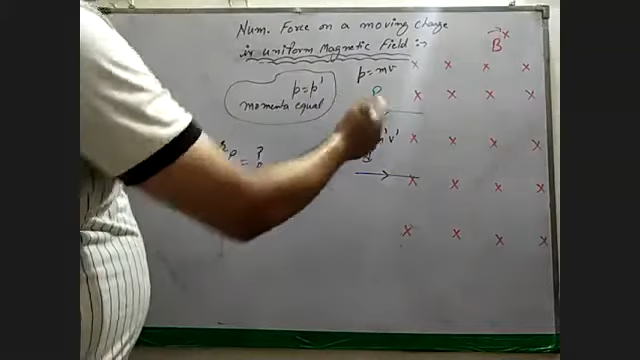 Num. Force on a moving charge
in uniform Magnetic Field :-
B
x
p = mv
x x x x
p = p'
momenta equal
p
x x x x
x x x x
= ?
x x x x
x x x x